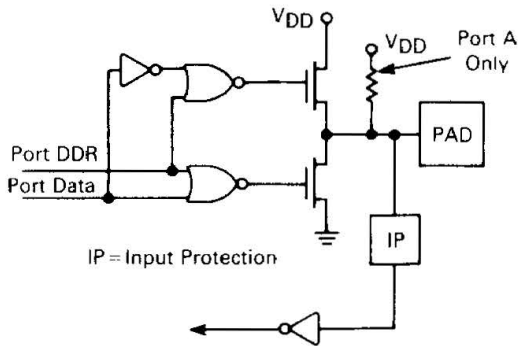 VDD
VDD
Port A
Only
PAD
Port DDR
Port Data
IP = Input Protection
IP